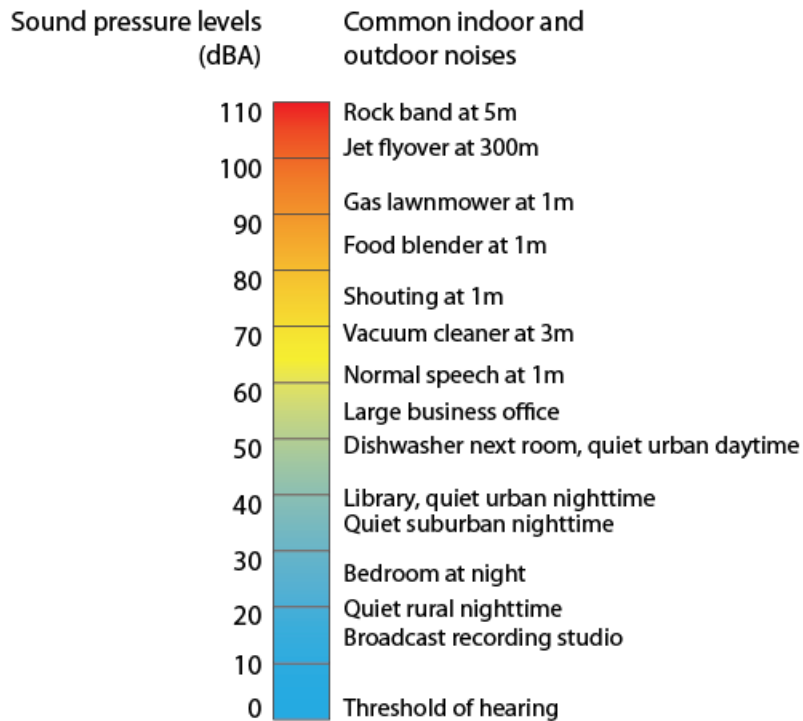 Sound pressure levels
(dBA)
Common indoor and
outdoor noises
110
Rock band at 5m
Jet flyover at 300m
100
Gas lawnmower at 1m
90
Food blender at 1m
80
Shouting at 1m
70
Vacuum cleaner at 3m
Normal speech at 1m
60
Large business office
50
Dishwasher next room, quiet urban daytime
40
Library, quiet urban nighttime
Quiet suburban nighttime
30
Bedroom at night
20
Quiet rural nighttime
Broadcast recording studio
10
0
Threshold of hearing